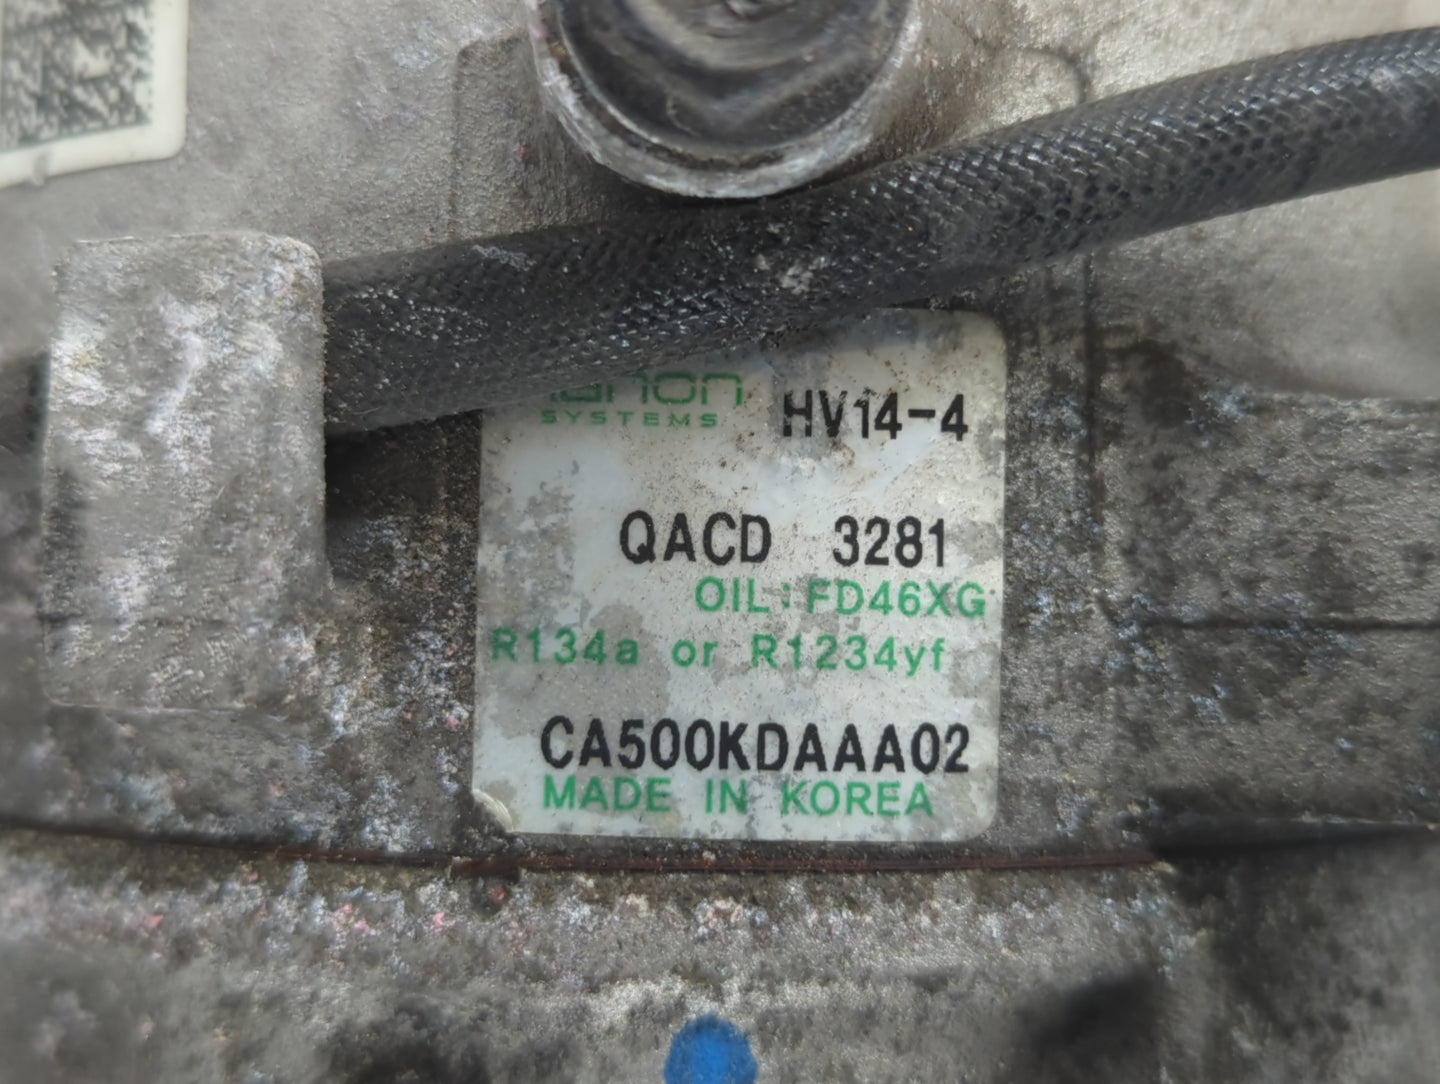 SYSTEMS HV14-4
QACD 3281
OIL:FD46XG
R134a or R1234yf
CA500KDAAA02
MADE IN KOREA